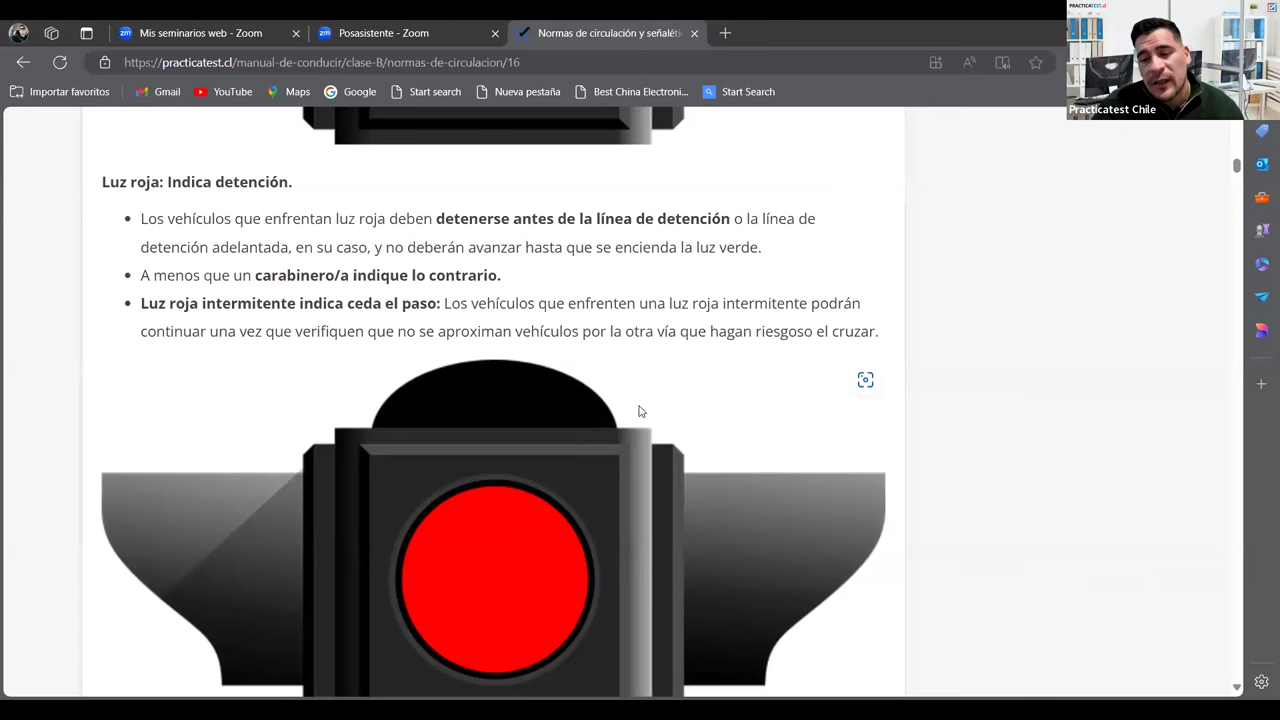 PRACTICATEST.cl
Mis seminarios web - Zoom
Posasistente - Zoom
Normas de circulación y señaléti
https://practicatest.cl/manual-de-conducir/clase-B/normas-de-circulacion/16
Importar favoritos
Gmail
YouTube
Maps
Google
Start search
Nueva pestaña
Best China Electroni...
Start Search
Practicatest Chile
Luz roja: Indica detención.
Los vehículos que enfrentan luz roja deben detenerse antes de la línea de detención o la línea de
detención adelantada, en su caso, y no deberán avanzar hasta que se encienda la luz verde.
A menos que un carabinero/a indique lo contrario.
Luz roja intermitente indica ceda el paso: Los vehículos que enfrenten una luz roja intermitente podrán
continuar una vez que verifiquen que no se aproximan vehículos por la otra vía que hagan riesgoso el cruzar.